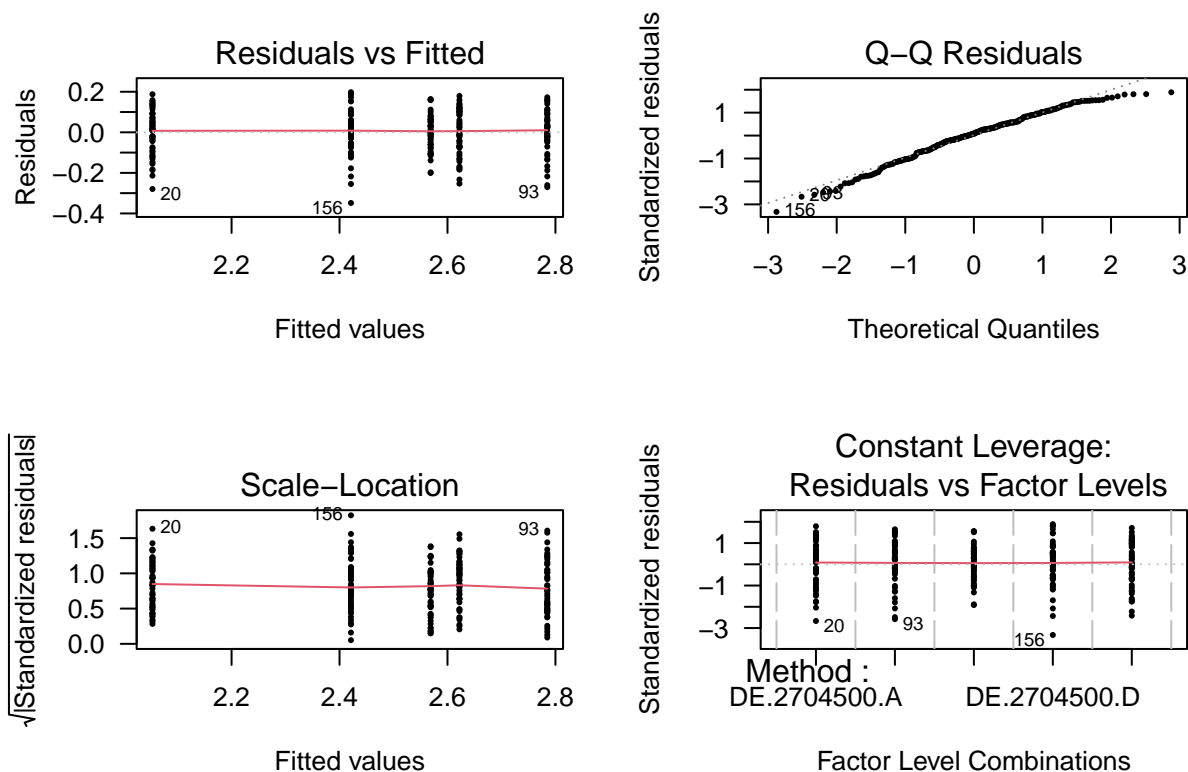 Residuals vs Fitted
Residuals
0.2
0.0
−0.2
−0.4
20
156
93
2.2 2.4 2.6 2.8
Fitted values
Q−Q Residuals
Standardized residuals
1
−1
−3
156
−3 −2 −1 0 1 2 3
Theoretical Quantiles
Scale−Location
√|Standardized residuals|
1.5
1.0
0.5
0.0
20
156
93
2.2 2.4 2.6 2.8
Fitted values
Constant Leverage:
Residuals vs Factor Levels
Standardized residuals
1
−1
−3
20
93
156
Method :
DE.2704500.A DE.2704500.D
Factor Level Combinations